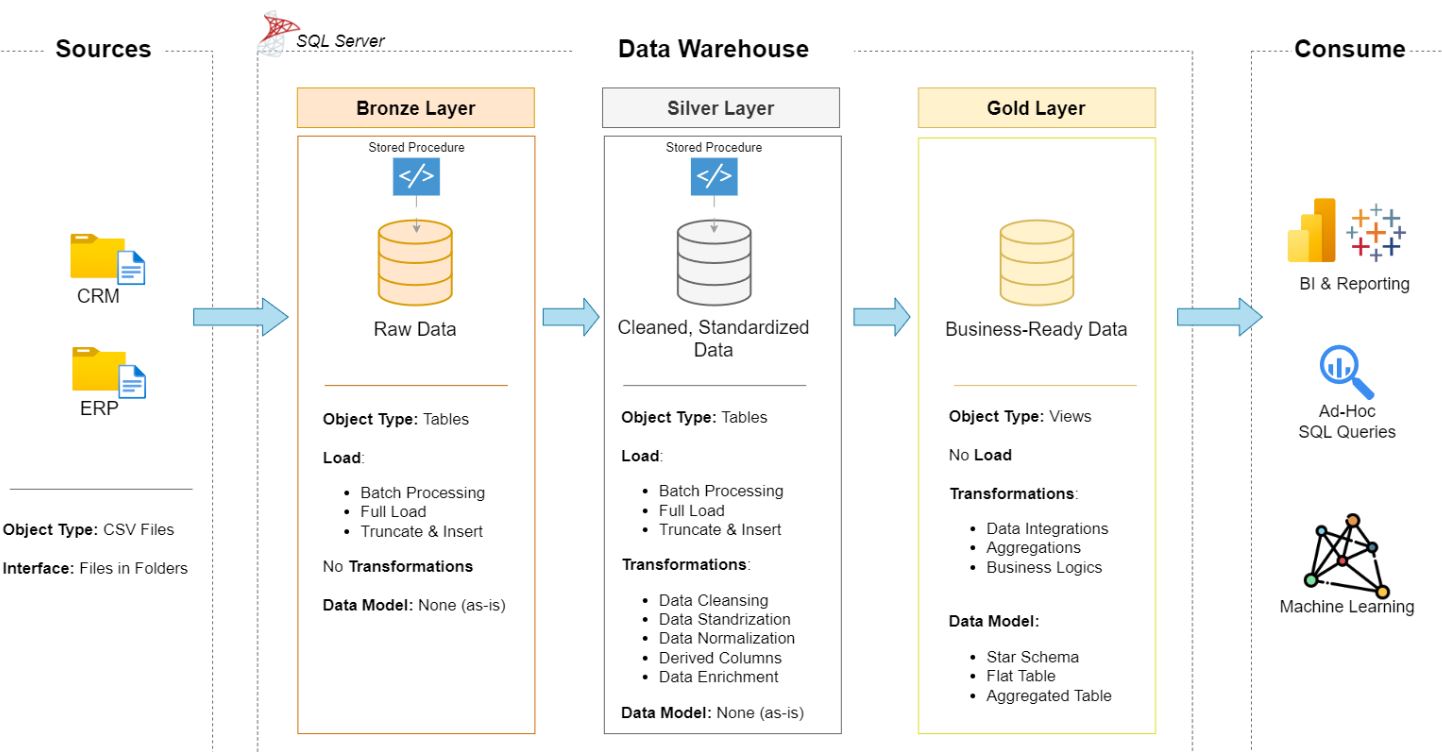 Sources
CRM
ERP
Object Type: CSV Files
Interface: Files in Folders
SQL Server
Data Warehouse
Bronze Layer
Stored Procedure
</>
Raw Data
Object Type: Tables
Load:
• Batch Processing
• Full Load
• Truncate & Insert
No Transformations
Data Model: None (as-is)
Silver Layer
Stored Procedure
</>
Cleaned, Standardized
Data
Object Type: Tables
Load:
• Batch Processing
• Full Load
• Truncate & Insert
Transformations:
• Data Cleansing
• Data Standrization
• Data Normalization
• Derived Columns
• Data Enrichment
Data Model: None (as-is)
Gold Layer
Business-Ready Data
Object Type: Views
No Load
Transformations:
• Data Integrations
• Aggregations
• Business Logics
Data Model:
• Star Schema
• Flat Table
• Aggregated Table
Consume
BI & Reporting
Ad-Hoc
SQL Queries
Machine Learning